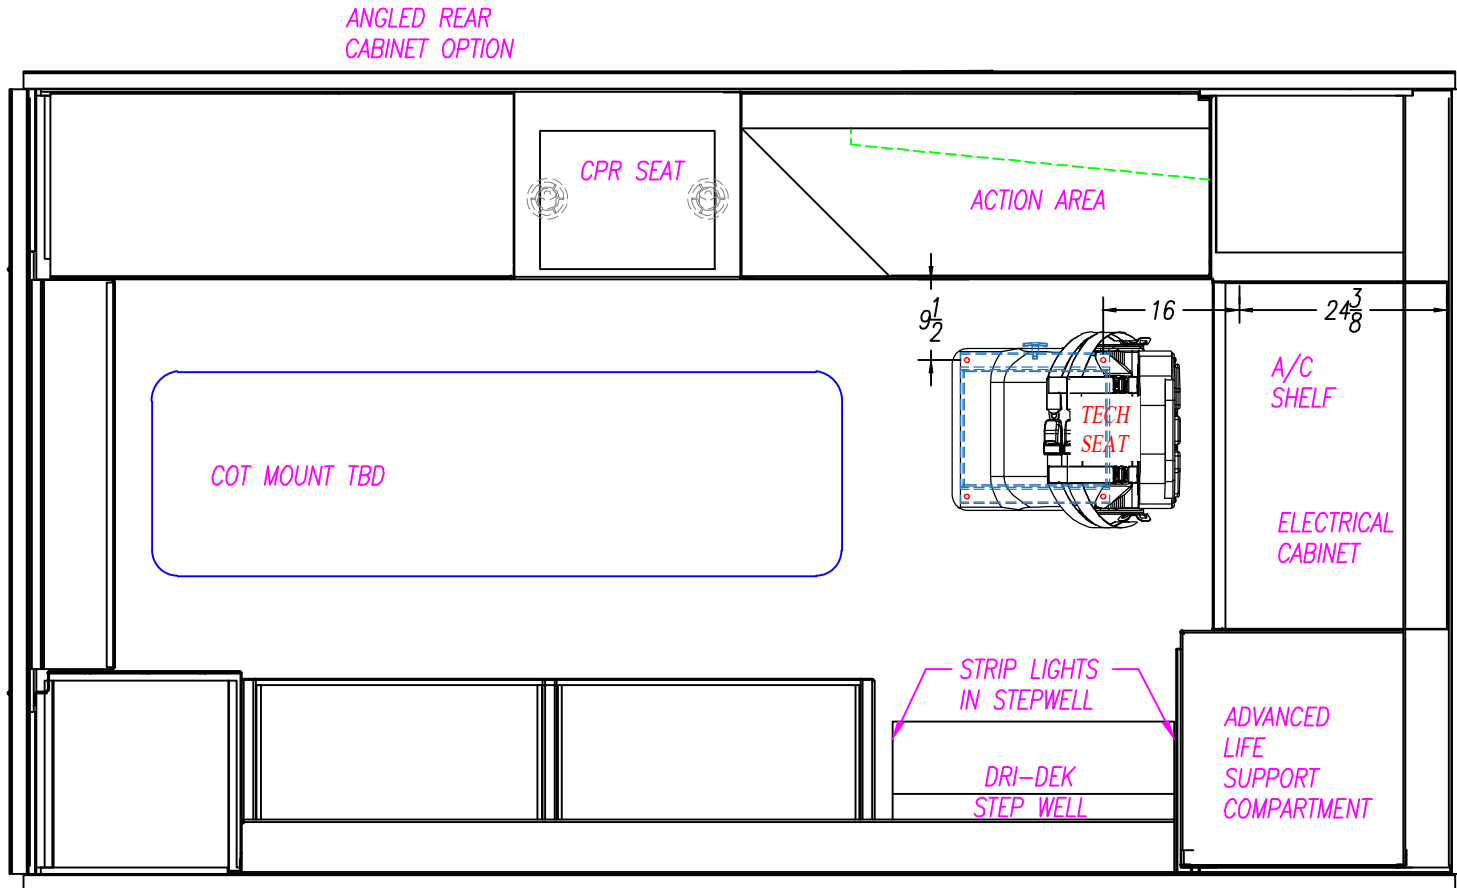 ANGLED REAR
CABINET OPTION
CPR SEAT
ACTION AREA
9 1/2
16
24 3/8
A/C
SHELF
TECH
SEAT
COT MOUNT TBD
ELECTRICAL
CABINET
STRIP LIGHTS
IN STEPWELL
ADVANCED
LIFE
SUPPORT
COMPARTMENT
DRI-DEK
STEP WELL